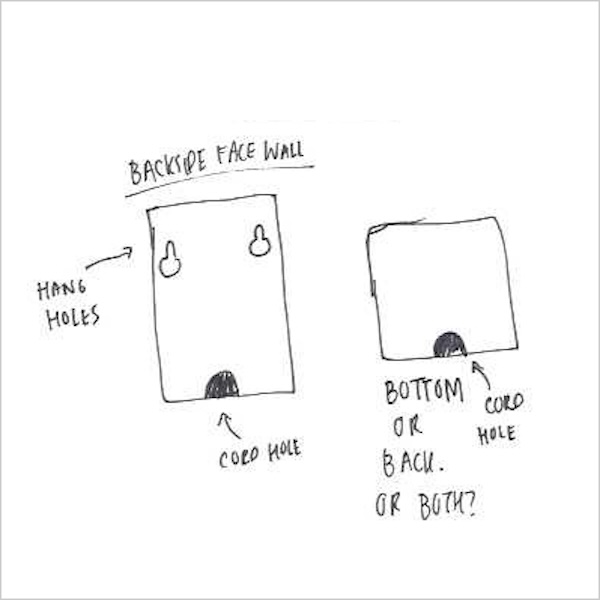 BACKSIDE FACE WALL
HANG
HOLES
CORD HOLE
BOTTOM
OR
BACK.
OR BOTH?
CORD
HOLE